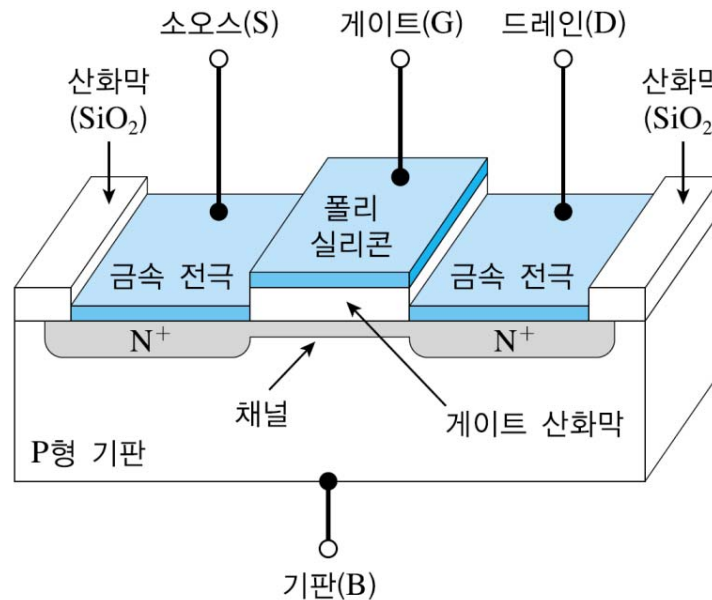 소오스(S)
게이트(G)
드레인(D)
산화막
(SiO₂)
산화막
(SiO₂
폴리
실리콘
금속 전극
금속 전극
N⁺
N⁺
채널
게이트 산화막
P형 기판
기판(B)